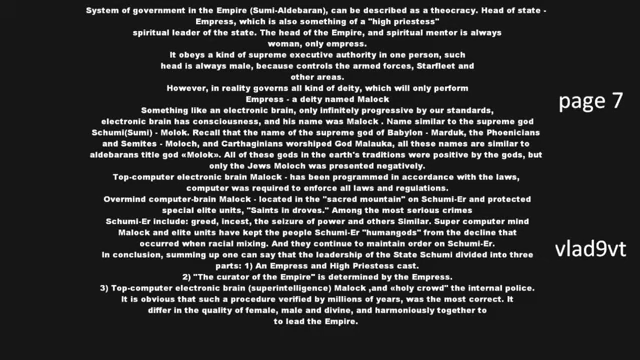 System of government in the Empire (Sumi-Aldebaran), can be described as a theocracy. Head of state -
Empress, which is also something of a "high priestess"
spiritual leader of the state. The head of the Empire, and spiritual mentor is always
woman, only empress.
It obeys a kind of supreme executive authority in one person, such
head is always male, because controls the armed forces, Starfleet and
other areas.
However, in reality governs all kind of deity, which will only perform
Empress - a deity named Malock
Something like an electronic brain, only infinitely progressive by our standards,
electronic brain has consciousness, and his name was Malock . Name similar to the supreme god
Schumi(Sumi) - Molok. Recall that the name of the supreme god of Babylon - Marduk, the Phoenicians
and Semites - Moloch, and Carthaginians worshiped God Malauka, all these names are similar to
aldebarans title god «Molok». All of these gods in the earth's traditions were positive by the gods, but
only the Jews Moloch was presented negatively.
Top-computer electronic brain Malock - has been programmed in accordance with the laws,
computer was required to enforce all laws and regulations.
Overmind computer-brain Malock - located in the "sacred mountain" on Schumi-Er and protected
special elite units, "Saints in droves." Among the most serious crimes
Schumi-Er include: greed, incest, the seizure of power and others Similar. Super computer mind
Malock and elite units have kept the people Schumi-Er "humangods" from the decline that
occurred when racial mixing. And they continue to maintain order on Schumi-Er.
In conclusion, summing up one can say that the leadership of the State Schumi divided into three
parts: 1) An Empress and High Priestess cast.
2) "The curator of the Empire" is determined by the Empress.
3) Top-computer electronic brain (superintelligence) Malock ,and «holy crowd» the internal police.
It is obvious that such a procedure verified by millions of years, was the most correct. It
differ in the quality of female, male and divine, and harmoniously together to
to lead the Empire.
page 7
vlad9vt